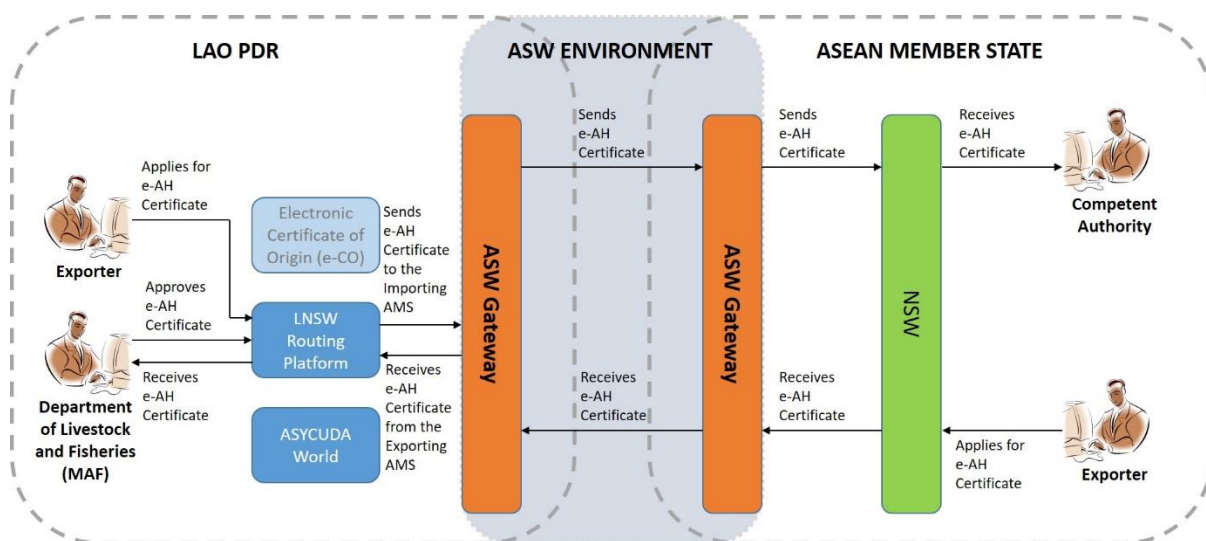 LAO PDR
ASW ENVIRONMENT
ASEAN MEMBER STATE
Applies for
e-AH
Certificate
Exporter
Approves
e-AH
Certificate
Receives
e-AH
Certificate
Department
of Livestock
and Fisheries
(MAF)
Electronic
Certificate of
Origin (e-CO)
LNSW
Routing
Platform
ASYCUDA
World
Sends
e-AH
Certificate
to the
Importing
AMS
Receives
e-AH
Certificate
from the
Exporting
AMS
ASW Gateway
Sends
e-AH
Certificate
Receives
e-AH
Certificate
ASW Gateway
Sends
e-AH
Certificate
Receives
e-AH
Certificate
NSW
Receives
e-AH
Certificate
Competent
Authority
Applies for
e-AH
Certificate
Exporter